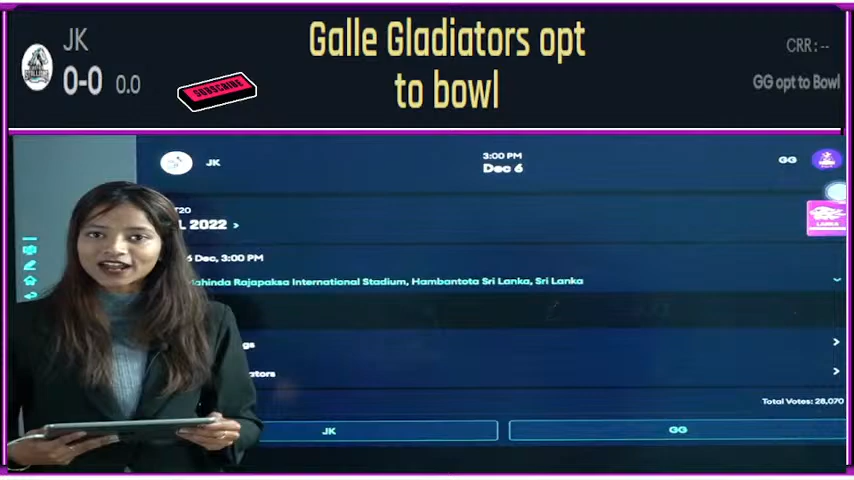 JK
0-0 0.0
SUBSCRIBE
Galle Gladiators opt
to bowl
CRR : --
GG opt to Bowl
JK
3:00 PM
Dec 6
GG
T20
L 2022 >
6 Dec, 3:00 PM
ahinda Rajapaksa International Stadium, Hambantota Sri Lanka, Sri Lanka
LANKA
gs
ators
Total Votes: 28,070
JK
GG